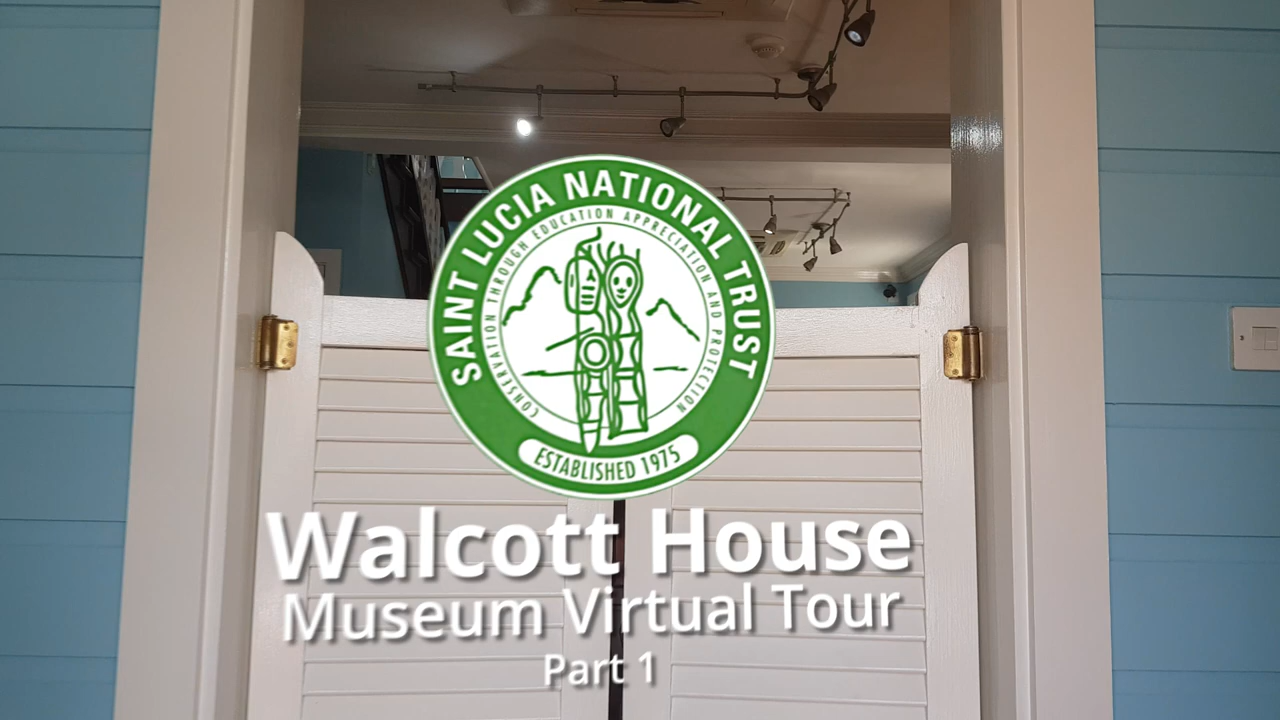 SAINT LUCIA NATIONAL TRUST
CONSERVATION THROUGH EDUCATION APPRECIATION AND PROTECTION
ESTABLISHED 1975
Walcott House
Museum Virtual Tour
Part 1